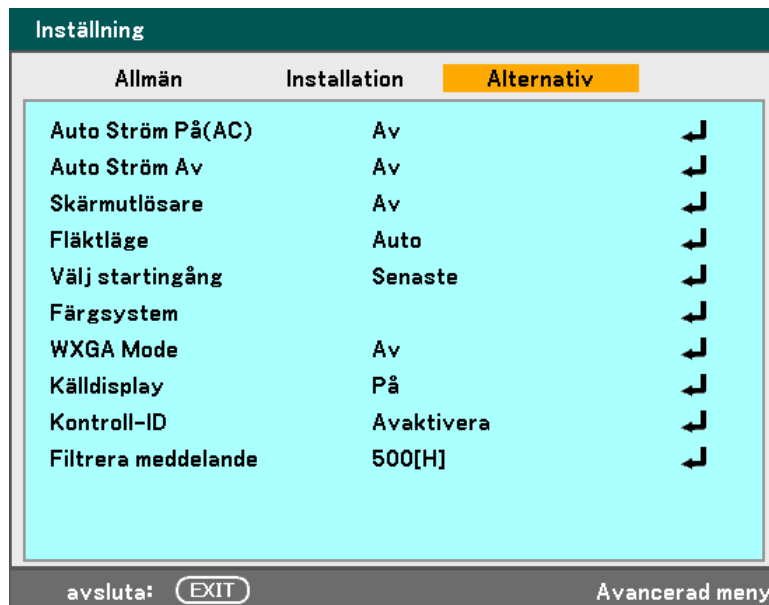 Inställning
Allmän Installation Alternativ
Auto Ström På(AC) Av
Auto Ström Av Av
Skärmutlösare Av
Fläktläge Auto
Välj startingång Senaste
Färgsystem
WXGA Mode Av
Källdisplay På
Kontroll-ID Avaktivera
Filtrera meddelande 500[H]
avsluta: EXIT Avancerad meny